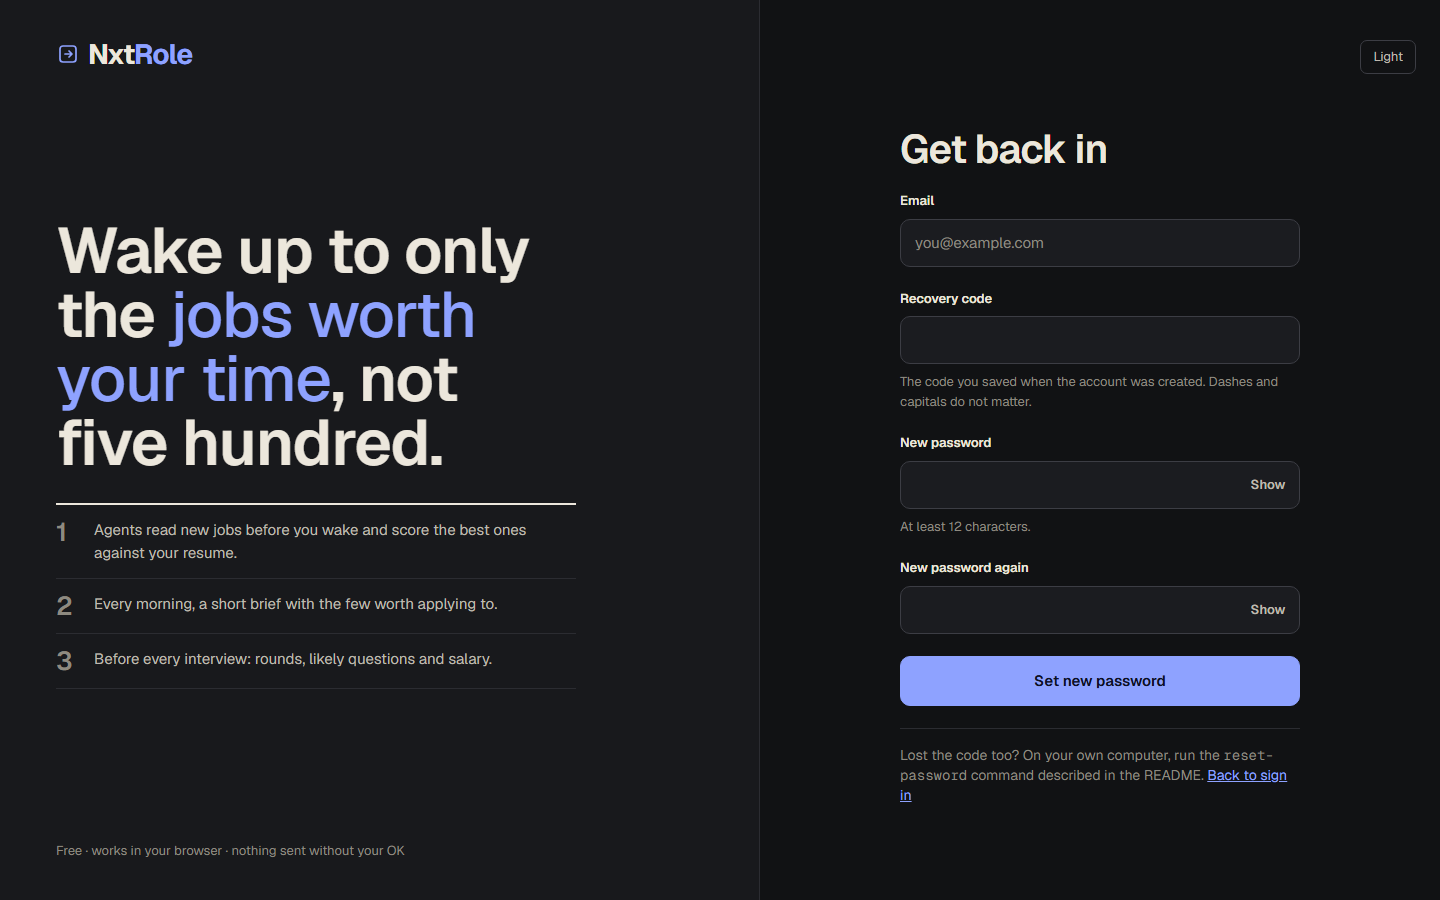 NxtRole
Wake up to only
the jobs worth
your time, not
five hundred.
1
Agents read new jobs before you wake and score the best ones
against your resume.
2
Every morning, a short brief with the few worth applying to.
3
Before every interview: rounds, likely questions and salary.
Free · works in your browser · nothing sent without your OK
Light
Get back in
Email
you@example.com
Recovery code
The code you saved when the account was created. Dashes and
capitals do not matter.
New password
Show
At least 12 characters.
New password again
Show
Set new password
Lost the code too? On your own computer, run the reset-
password command described in the README. Back to sign
in